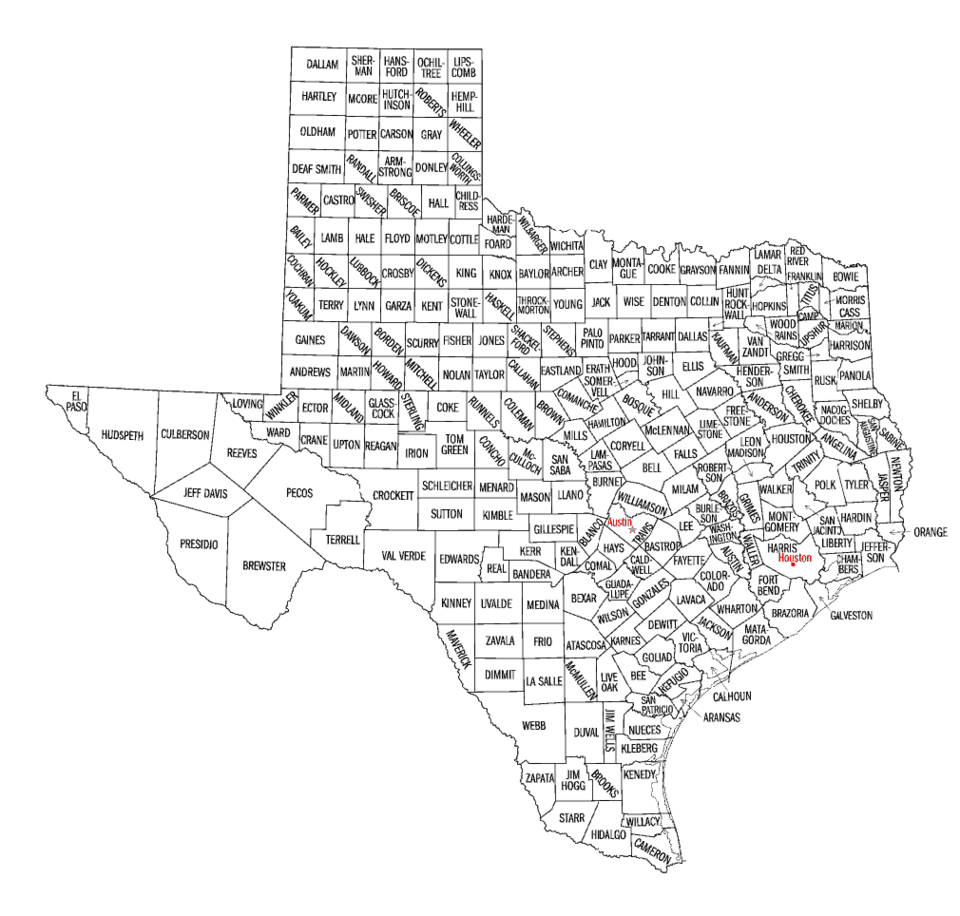 DALLAM
SHER-
MAN
HANS-
FORD
OCHIL-
TREE
LIPS-
COMB
HARTLEY
MOORE
HUTCH-
INSON
ROBERTS
HEMP-
HILL
OLDHAM
POTTER
CARSON
GRAY
WHEELER
DEAF SMITH
RANDALL
ARM-
STRONG
DONLEY
COLLINGS-
WORTH
PARMER
CASTRO
SWISHER
BRISCOE
HALL
CHILD-
RESS
HARDE-
MAN
BAILEY
LAMB
HALE
FLOYD
MOTLEY
COTTLE
FOARD
WILBARGER
WICHITA
CLAY
MONTA-
GUE
COOKE
GRAYSON
FANNIN
LAMAR
DELTA
RED
RIVER
FRANKLIN
TITUS
BOWIE
COCHRAN
HOCKLEY
LUBBOCK
CROSBY
DICKENS
KING
KNOX
BAYLOR
ARCHER
YOAKUM
TERRY
LYNN
GARZA
KENT
STONE-
WALL
HASKELL
THROCK-
MORTON
YOUNG
JACK
WISE
DENTON
COLLIN
HUNT
ROCK-
WALL
HOPKINS
CAMP
MORRIS
CASS
GAINES
DAWSON
BORDEN
SCURRY
FISHER
JONES
SHACKEL
FORD
STEPHENS
PALO
PINTO
PARKER
TARRANT
DALLAS
KAUFMAN
VAN
ZANDT
WOOD
RAINS
UPSHUR
MARION
HARRISON
ANDREWS
MARTIN
HOWARD
MITCHELL
NOLAN
TAYLOR
CALLAHAN
EASTLAND
ERATH
HOOD
SOMER-
VELL
JOHN-
SON
ELLIS
HENDER-
SON
GREGG
SMITH
RUSK
PANOLA
EL
PASO
HUDSPETH
CULBERSON
REEVES
LOVING
WINKLER
ECTOR
MIDLAND
GLASS-
COCK
STERLING
COKE
RUNNELS
COLEMAN
BROWN
COMANCHE
HAMILTON
BOSQUE
HILL
NAVARRO
FREE-
STONE
ANDERSON
CHEROKEE
NACOG-
DOCHES
SHELBY
SAN
AUGUSTINE
SABINE
WARD
CRANE
UPTON
REAGAN
IRION
TOM
GREEN
CONCHO
Mc-
CULLOCH
MILLS
SAN
SABA
LAM-
PASAS
CORYELL
McLENNAN
LIME-
STONE
LEON
MADISON
HOUSTON
ANGELINA
TRINITY
JASPER
NEWTON
JEFF DAVIS
PECOS
CROCKETT
SCHLEICHER
MENARD
MASON
LLANO
BURNET
BELL
FALLS
ROBERT-
SON
MILAM
BRAZOS
GRIMES
WALKER
POLK
TYLER
PRESIDIO
BREWSTER
TERRELL
SUTTON
KIMBLE
GILLESPIE
BLANCO
WILLIAMSON
Austin
TRAVIS
LEE
BURLE-
SON
WASH-
INGTON
MONT-
GOMERY
SAN
JACINTO
HARDIN
LIBERTY
ORANGE
VAL VERDE
EDWARDS
REAL
KERR
BANDERA
KEN-
DALL
HAYS
COMAL
CALD-
WELL
BASTROP
FAYETTE
AUSTIN
WALLER
HARRIS
Houston
CHAM-
BERS
JEFFER-
SON
KINNEY
UVALDE
MEDINA
BEXAR
GUADA-
LUPE
GONZALES
LAVACA
COLOR-
ADO
FORT
BEND
BRAZORIA
GALVESTON
MAVERICK
ZAVALA
FRIO
ATASCOSA
WILSON
KARNES
DEWITT
JACKSON
WHARTON
MATA-
GORDA
DIMMIT
LA SALLE
McMULLEN
LIVE
OAK
BEE
GOLIAD
VIC-
TORIA
REFUGIO
CALHOUN
ARANSAS
SAN
PATRICIO
WEBB
DUVAL
JIM WELLS
NUECES
KLEBERG
ZAPATA
JIM
HOGG
BROOKS
KENEDY
STARR
HIDALGO
WILLACY
CAMERON